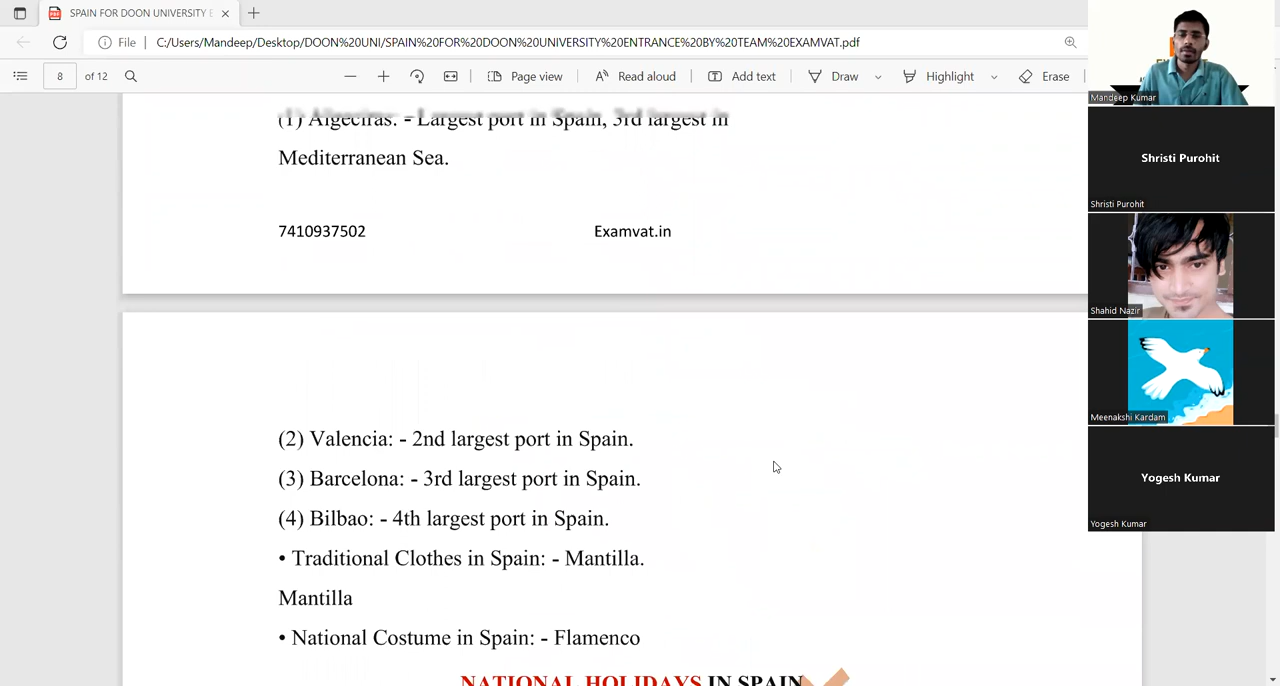 SPAIN FOR DOON UNIVERSITY E
File C:/Users/Mandeep/Desktop/DOON%20UNI/SPAIN%20FOR%20DOON%20UNIVERSITY%20ENTRANCE%20BY%20TEAM%20EXAMVAT.pdf
8 of 12 Page view Read aloud Add text Draw Highlight Erase
(1) Algeciras: - Largest port in Spain, 3rd largest in
Mediterranean Sea.
7410937502 Examvat.in
(2) Valencia: - 2nd largest port in Spain.
(3) Barcelona: - 3rd largest port in Spain.
(4) Bilbao: - 4th largest port in Spain.
• Traditional Clothes in Spain: - Mantilla.
Mantilla
• National Costume in Spain: - Flamenco
NATIONAL HOLIDAYS IN SPAIN
Mandeep Kumar
Shristi Purohit
Shristi Purohit
Shahid Nazir
Meenakshi Kardam
Yogesh Kumar
Yogesh Kumar